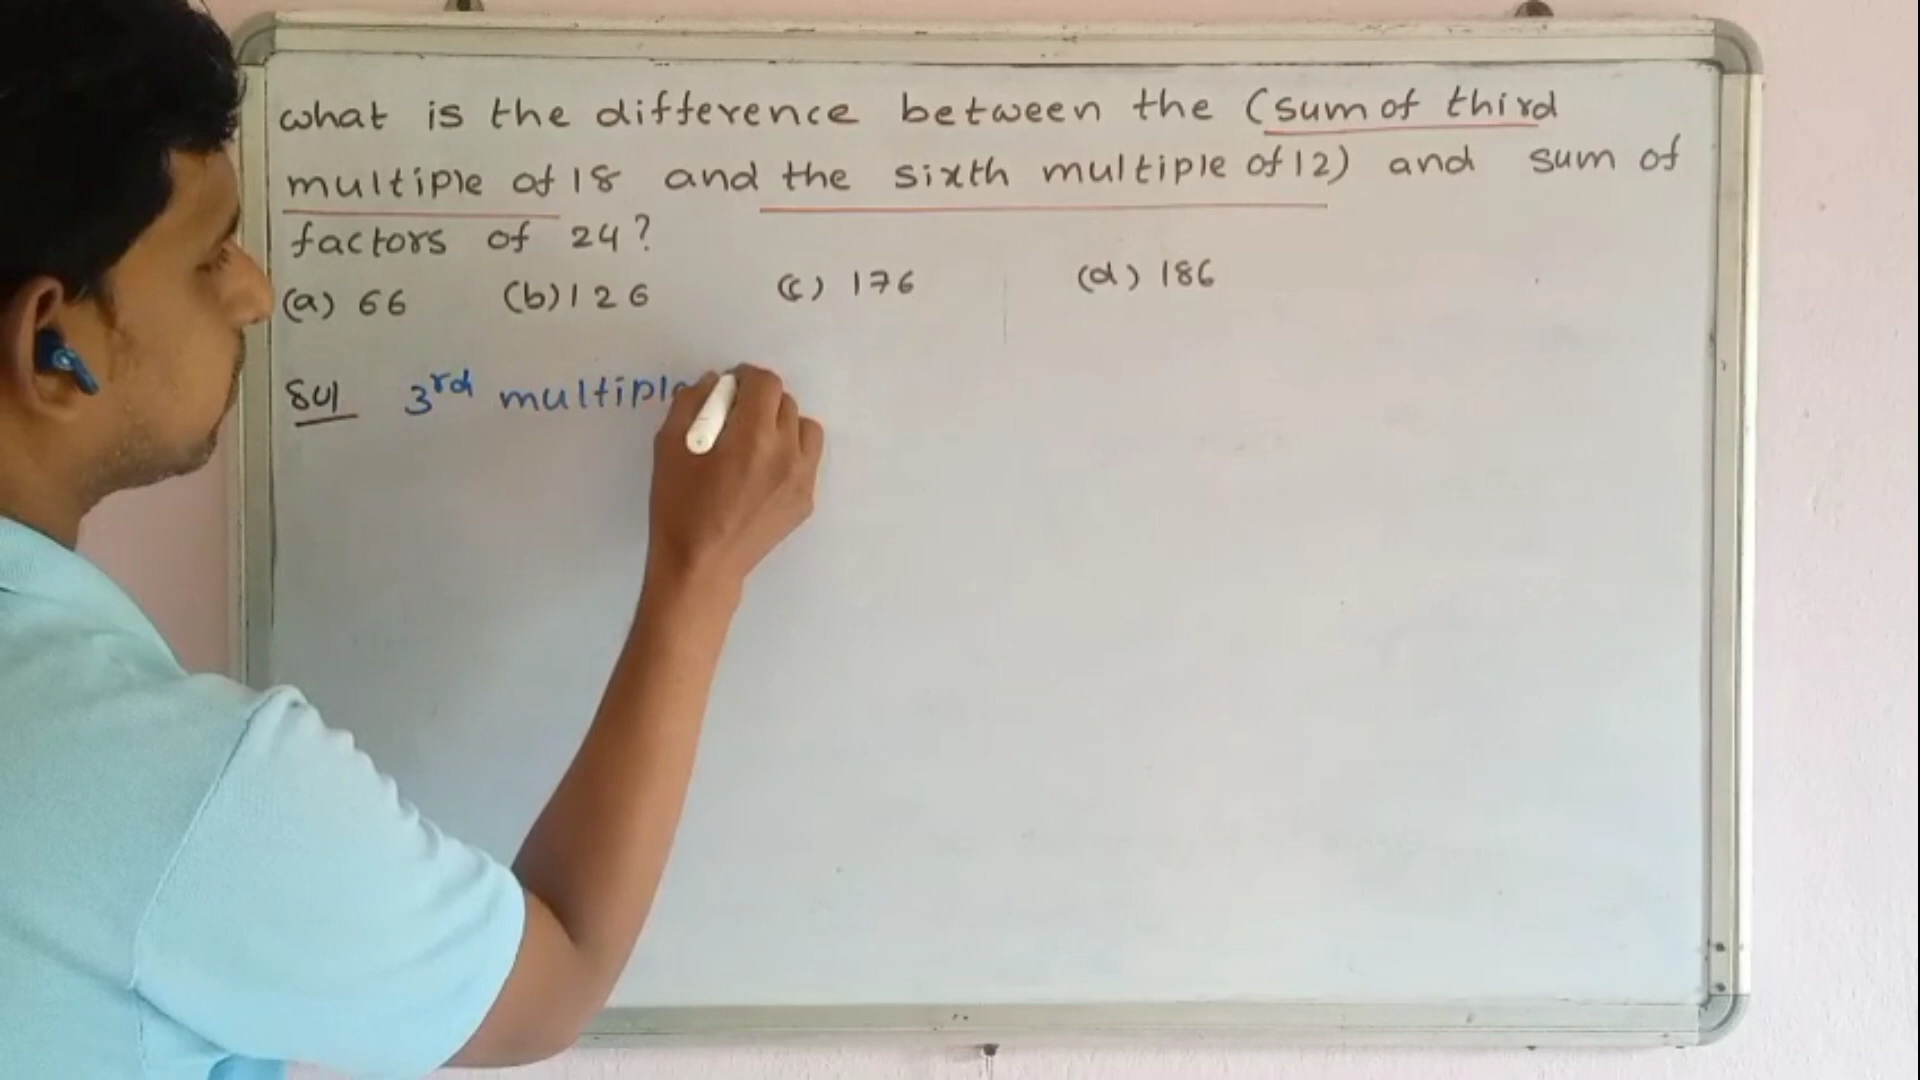 what is the difference between the (sum of third
multiple of 18 and the sixth multiple of 12) and sum of
factors of 24?
(a) 66 (b) 126 (c) 176 (d) 186
Sol 3rd multiple